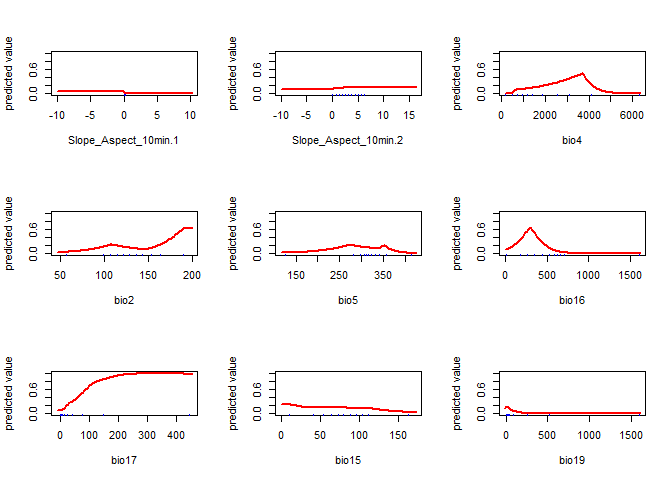 predicted value
0.0 0.6
-10 -5 0 5 10
Slope_Aspect_10min.1
predicted value
0.0 0.6
-10 -5 0 5 10 15
Slope_Aspect_10min.2
predicted value
0.0 0.6
0 2000 4000 6000
bio4
predicted value
0.0 0.6
50 100 150 200
bio2
predicted value
0.0 0.6
150 250 350
bio5
predicted value
0.0 0.6
0 500 1000 1500
bio16
predicted value
0.0 0.6
0 100 200 300 400
bio17
predicted value
0.0 0.6
0 50 100 150
bio15
predicted value
0.0 0.6
0 500 1000 1500
bio19